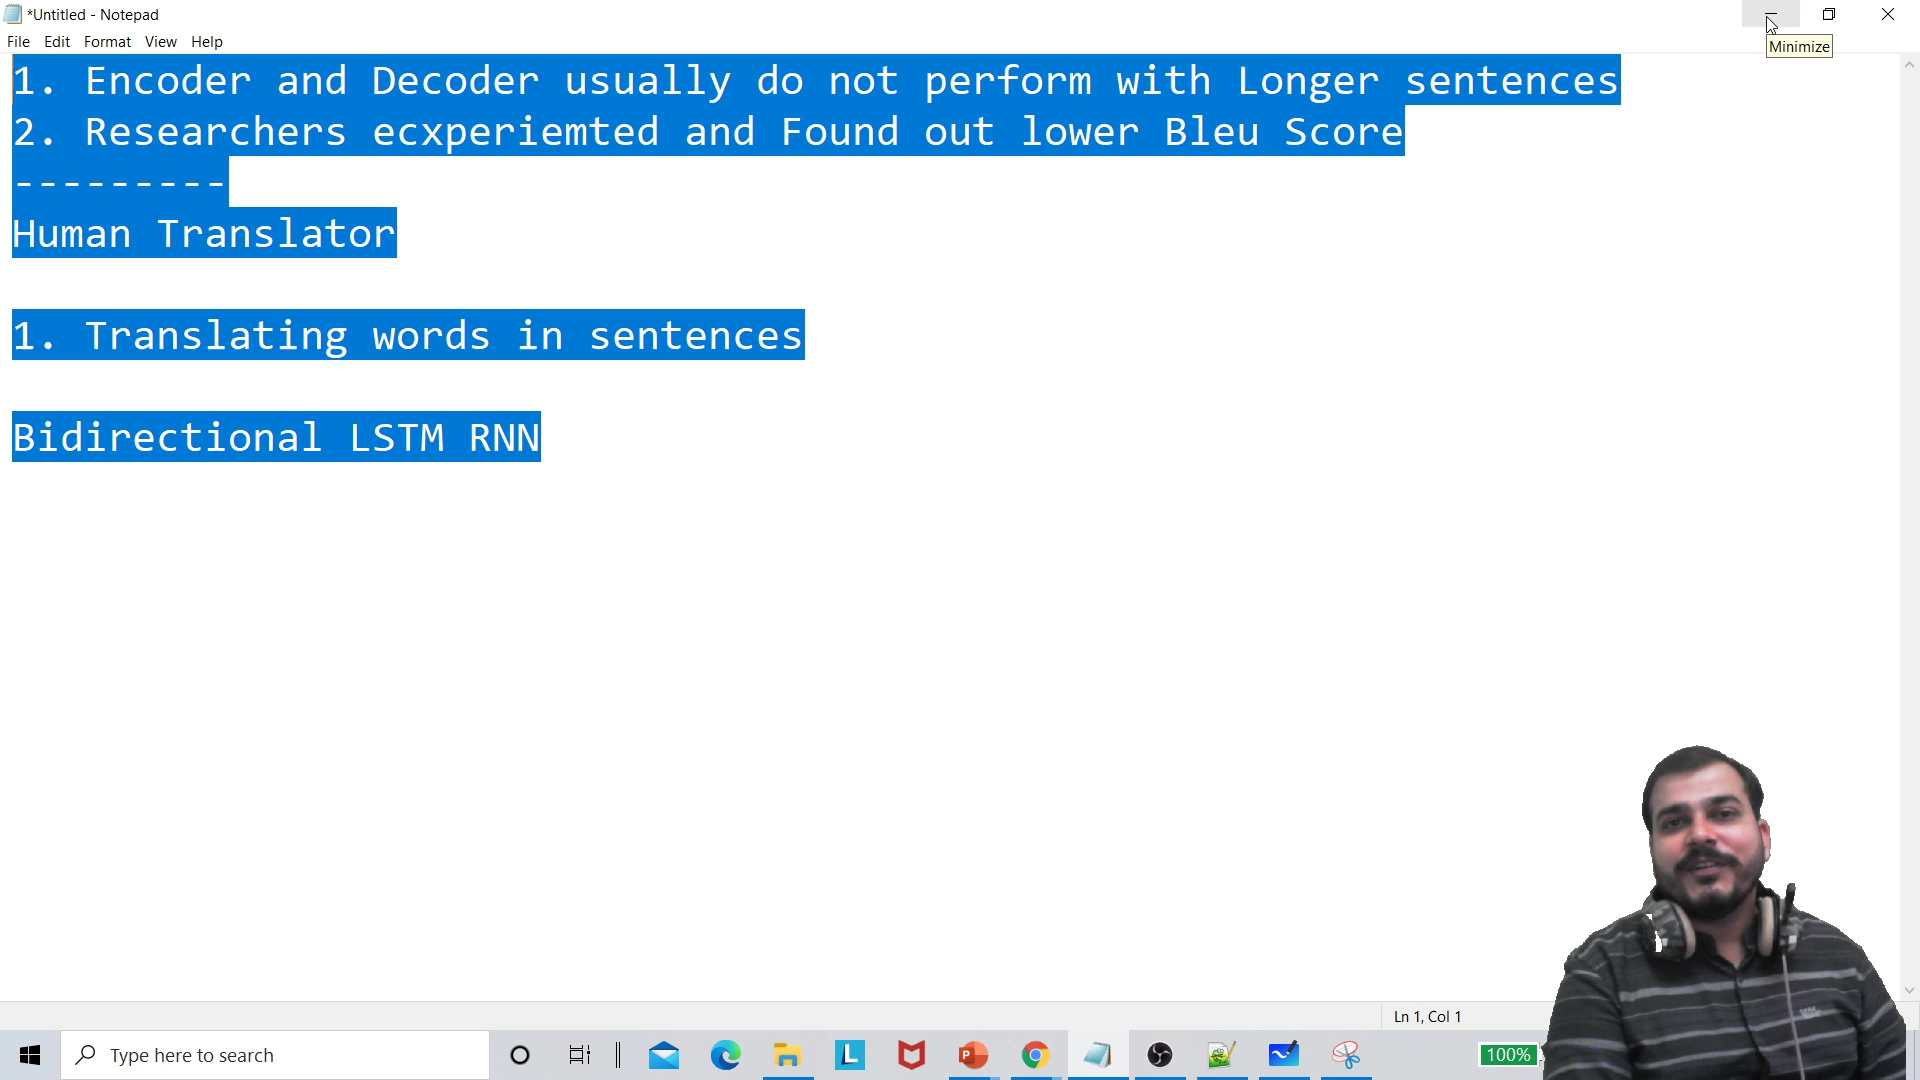 *Untitled - Notepad
File Edit Format View Help
Minimize
1. Encoder and Decoder usually do not perform with Longer sentences
2. Researchers ecxperiemted and Found out lower Bleu Score
---------
Human Translator
1. Translating words in sentences
Bidirectional LSTM RNN
Ln 1, Col 1
Type here to search
100%